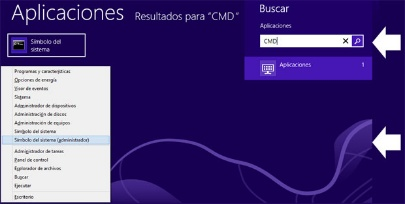 Aplicaciones Resultados para "CMD"
Símbolo del
sistema
Buscar
Aplicaciones
CMD
Aplicaciones 1
Programas y características
Opciones de energía
Visor de eventos
Sistema
Administrador de dispositivos
Administración de discos
Administración de equipos
Símbolo del sistema
Símbolo del sistema (administrador)
Administrador de tareas
Panel de control
Explorador de archivos
Buscar
Ejecutar
Escritorio